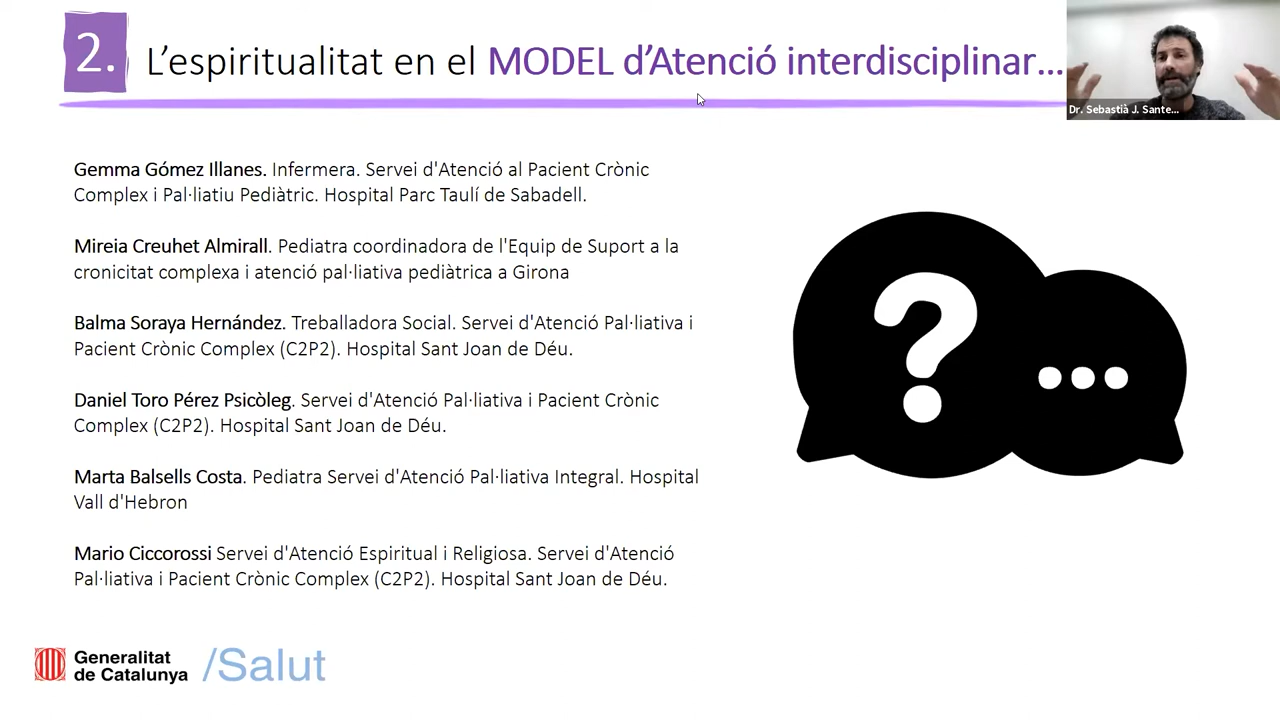 2.
L'espiritualitat en el MODEL d'Atenció interdisciplinar...
Dr. Sebastià J. Sante...
Gemma Gómez Illanes. Infermera. Servei d'Atenció al Pacient Crònic
Complex i Pal·liatiu Pediàtric. Hospital Parc Taulí de Sabadell.
Mireia Creuhet Almirall. Pediatra coordinadora de l'Equip de Suport a la
cronicitat complexa i atenció pal·liativa pediàtrica a Girona
Balma Soraya Hernández. Treballadora Social. Servei d'Atenció Pal·liativa i
Pacient Crònic Complex (C2P2). Hospital Sant Joan de Déu.
Daniel Toro Pérez Psicòleg. Servei d'Atenció Pal·liativa i Pacient Crònic
Complex (C2P2). Hospital Sant Joan de Déu.
Marta Balsells Costa. Pediatra Servei d'Atenció Pal·liativa Integral. Hospital
Vall d'Hebron
Mario Ciccorossi Servei d'Atenció Espiritual i Religiosa. Servei d'Atenció
Pal·liativa i Pacient Crònic Complex (C2P2). Hospital Sant Joan de Déu.
?
...
Generalitat
de Catalunya
/Salut